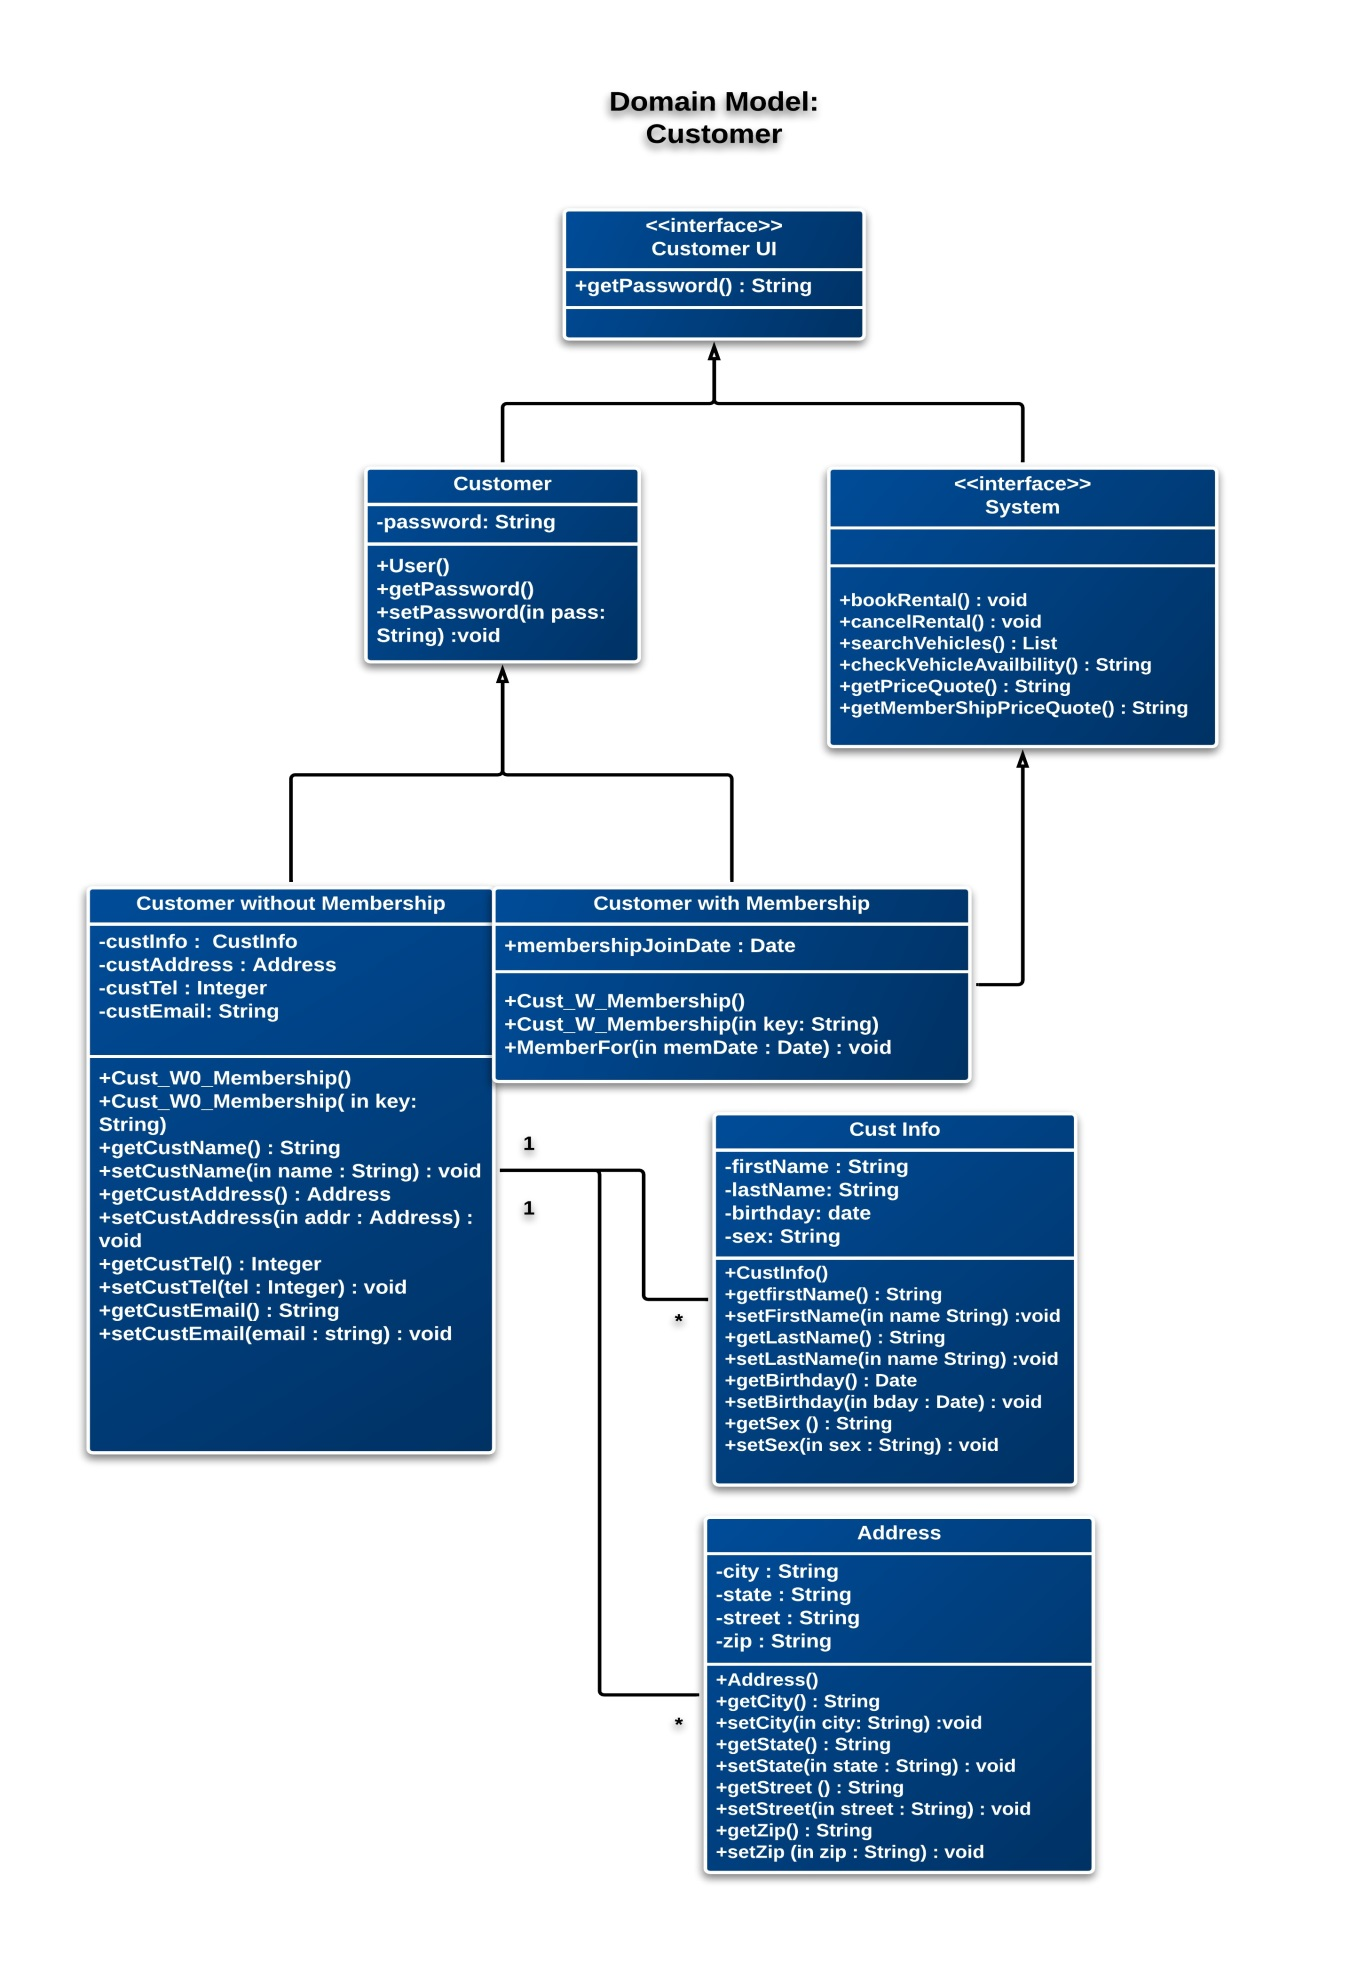 Domain Model:
Customer
<<interface>>
Customer UI
+getPassword() : String
Customer
-password: String
+User()
+getPassword()
+setPassword(in pass:
String) :void
<<interface>>
System
+bookRental() : void
+cancelRental() : void
+searchVehicles() : List
+checkVehicleAvailbility() : String
+getPriceQuote() : String
+getMemberShipPriceQuote() : String
Customer without Membership
-custInfo :  CustInfo
-custAddress : Address
-custTel : Integer
-custEmail: String
+Cust_W0_Membership()
+Cust_W0_Membership( in key:
String)
+getCustName() : String
+setCustName(in name : String) : void
+getCustAddress() : Address
+setCustAddress(in addr : Address) :
void
+getCustTel() : Integer
+setCustTel(tel : Integer) : void
+getCustEmail() : String
+setCustEmail(email : string) : void
Customer with Membership
+membershipJoinDate : Date
+Cust_W_Membership()
+Cust_W_Membership(in key: String)
+MemberFor(in memDate : Date) : void
1
1
*
*
Cust Info
-firstName : String
-lastName: String
-birthday: date
-sex: String
+CustInfo()
+getfirstName() : String
+setFirstName(in name String) :void
+getLastName() : String
+setLastName(in name String) :void
+getBirthday() : Date
+setBirthday(in bday : Date) : void
+getSex () : String
+setSex(in sex : String) : void
Address
-city : String
-state : String
-street : String
-zip : String
+Address()
+getCity() : String
+setCity(in city: String) :void
+getState() : String
+setState(in state : String) : void
+getStreet () : String
+setStreet(in street : String) : void
+getZip() : String
+setZip (in zip : String) : void